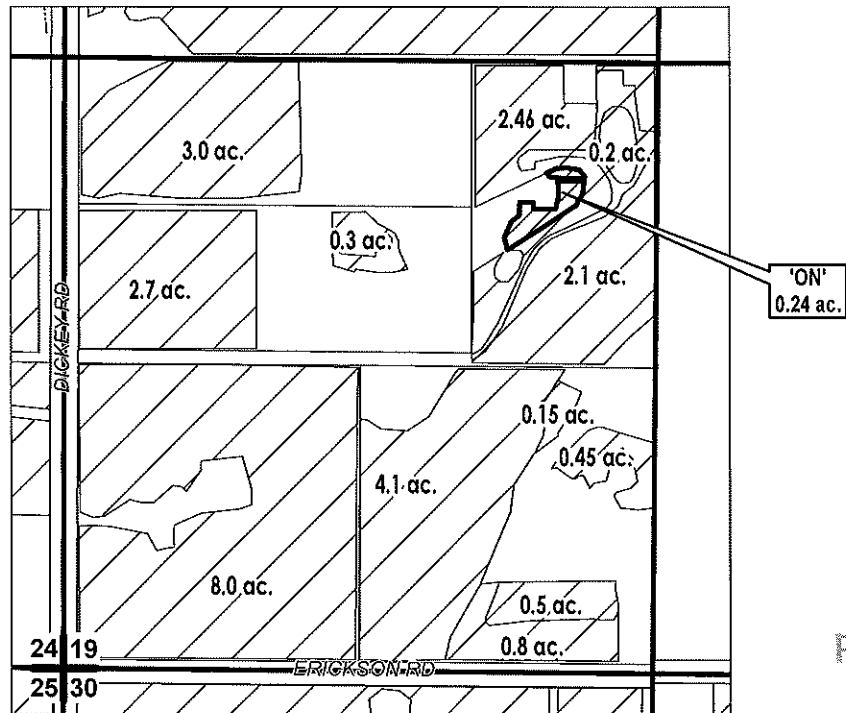 2.46 ac.
3.0 ac.
0.2 ac.
0.3 ac.
2.7 ac.
2.1 ac.
'ON'
0.24 ac.
DICKEY RD
0.15 ac.
0.45 ac.
4.1 ac.
8.0 ac.
0.5 ac.
0.8 ac.
24 19
ERICKSON RD
25 30